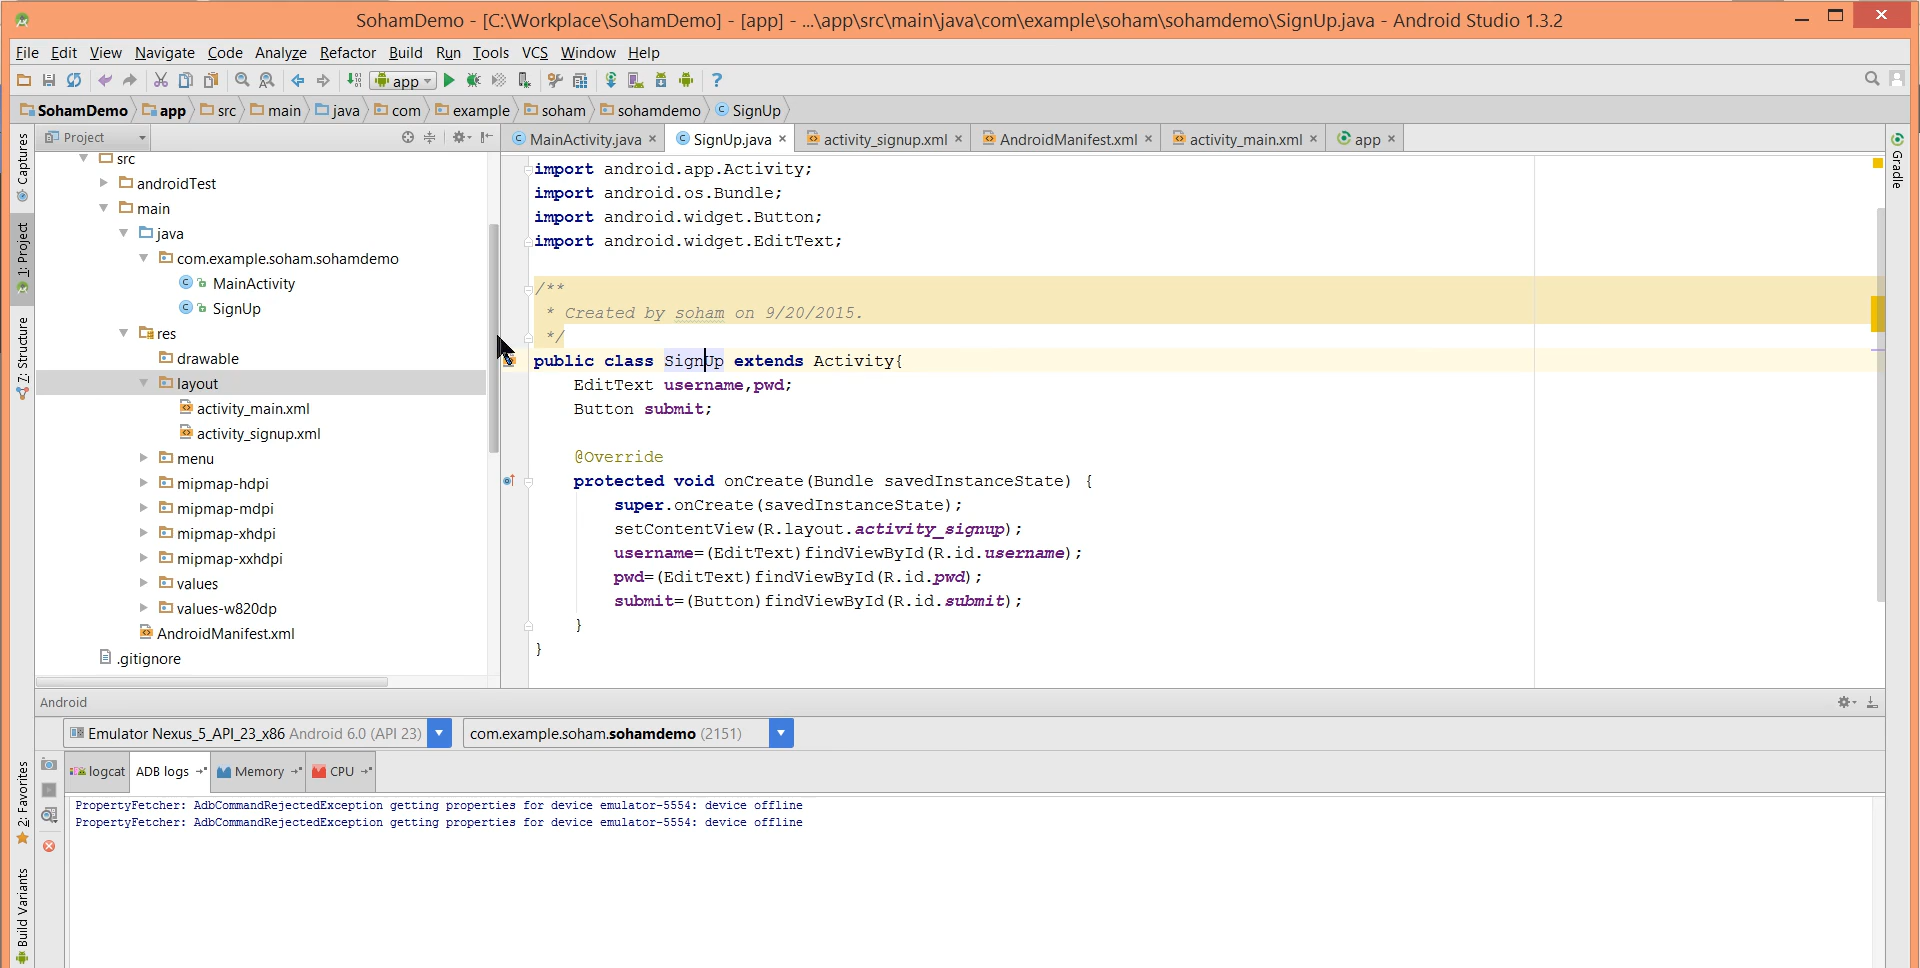 SohamDemo - [C:\Workplace\SohamDemo] - [app] - ...\app\src\main\java\com\example\soham\sohamdemo\SignUp.java - Android Studio 1.3.2
File Edit View Navigate Code Analyze Refactor Build Run Tools VCS Window Help
app
SohamDemo app src main java com example soham sohamdemo SignUp
Project
MainActivity.java SignUp.java activity_signup.xml AndroidManifest.xml activity_main.xml app
Captures
1: Project
7: Structure
2: Favorites
Build Variants
Gradle
src
androidTest
main
java
com.example.soham.sohamdemo
MainActivity
SignUp
res
drawable
layout
activity_main.xml
activity_signup.xml
menu
mipmap-hdpi
mipmap-mdpi
mipmap-xhdpi
mipmap-xxhdpi
values
values-w820dp
AndroidManifest.xml
.gitignore
import android.app.Activity;
import android.os.Bundle;
import android.widget.Button;
import android.widget.EditText;
/**
* Created by soham on 9/20/2015.
*/
public class SignUp extends Activity{
EditText username,pwd;
Button submit;
@Override
protected void onCreate(Bundle savedInstanceState) {
super.onCreate(savedInstanceState);
setContentView(R.layout.activity_signup);
username=(EditText)findViewById(R.id.username);
pwd=(EditText)findViewById(R.id.pwd);
submit=(Button)findViewById(R.id.submit);
}
}
Android
Emulator Nexus_5_API_23_x86 Android 6.0 (API 23) com.example.soham.sohamdemo (2151)
logcat ADB logs Memory CPU
PropertyFetcher: AdbCommandRejectedException getting properties for device emulator-5554: device offline
PropertyFetcher: AdbCommandRejectedException getting properties for device emulator-5554: device offline